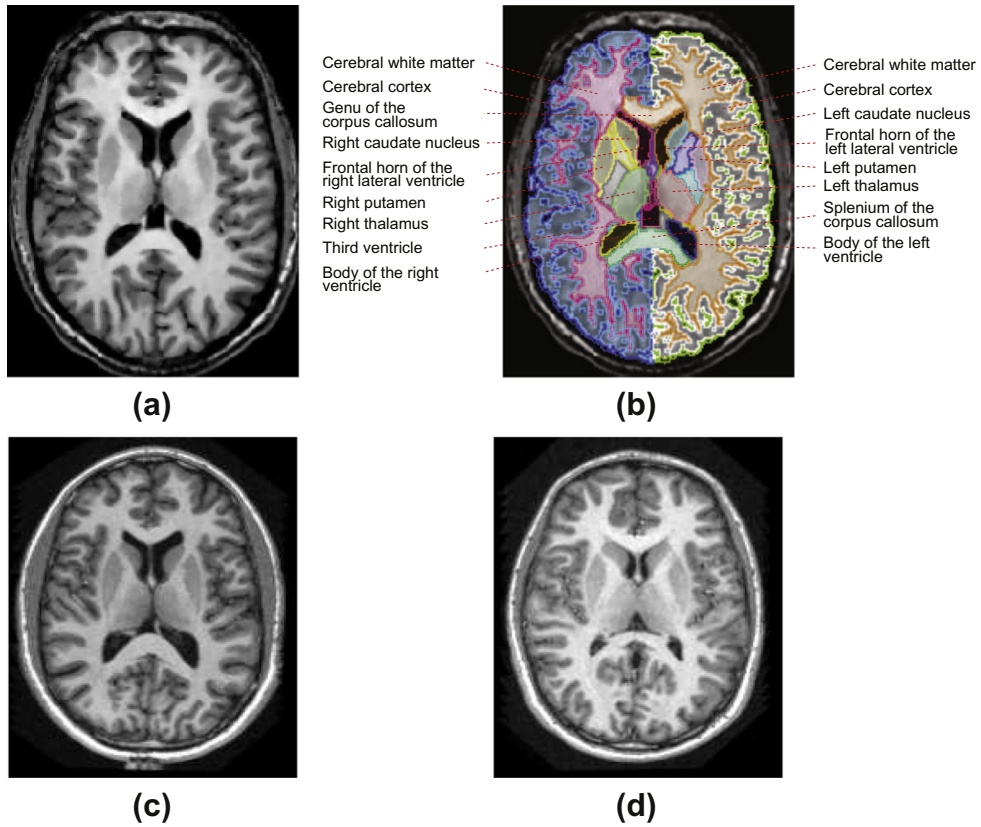 Cerebral white matter
Cerebral cortex
Genu of the
corpus callosum
Right caudate nucleus
Frontal horn of the
right lateral ventricle
Right putamen
Right thalamus
Third ventricle
Body of the right
ventricle
Cerebral white matter
Cerebral cortex
Left caudate nucleus
Frontal horn of the
left lateral ventricle
Left putamen
Left thalamus
Splenium of the
corpus callosum
Body of the left
ventricle
(a)
(b)
(c)
(d)